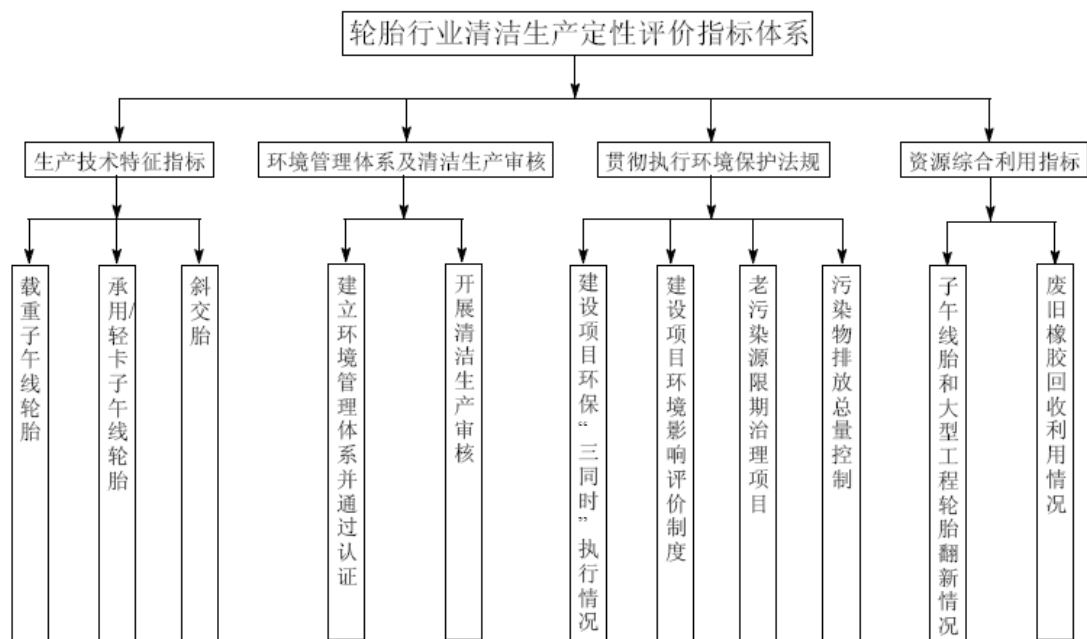 轮胎行业清洁生产定性评价指标体系
生产技术特征指标
环境管理体系及清洁生产审核
贯彻执行环境保护法规
资源综合利用指标
载重子午线轮胎
承用/轻卡子午线轮胎
斜交胎
建立环境管理体系并通过认证
开展清洁生产审核
建设项目环保“三同时”执行情况
建设项目环境影响评价制度
老污染源限期治理项目
污染物排放总量控制
子午线胎和大型工程轮胎翻新情况
废旧橡胶回收利用情况